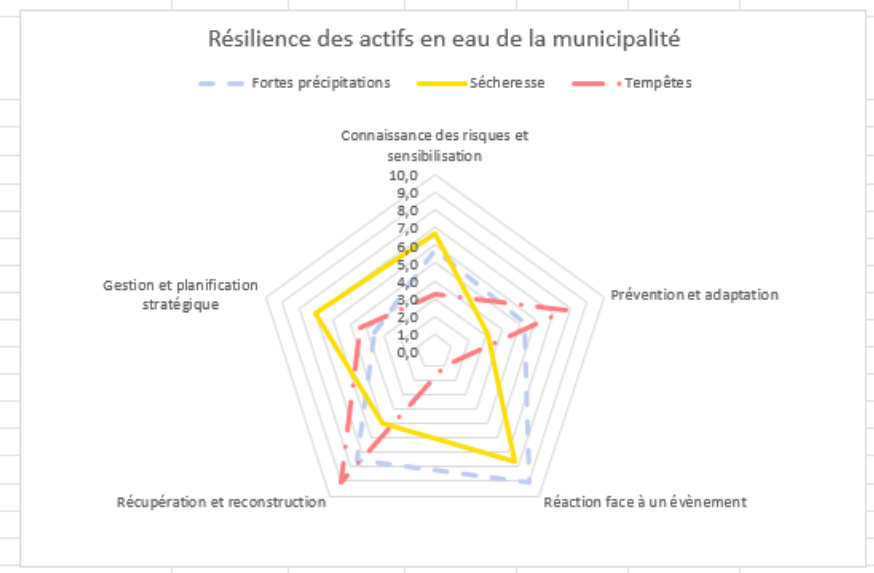 Résilience des actifs en eau de la municipalité
Fortes précipitations
Sécheresse
Tempêtes
Connaissance des risques et
sensibilisation
10,0
9,0
8,0
7,0
6,0
5,0
4,0
3,0
2,0
1,0
0,0
Prévention et adaptation
Réaction face à un évènement
Récupération et reconstruction
Gestion et planification
stratégique